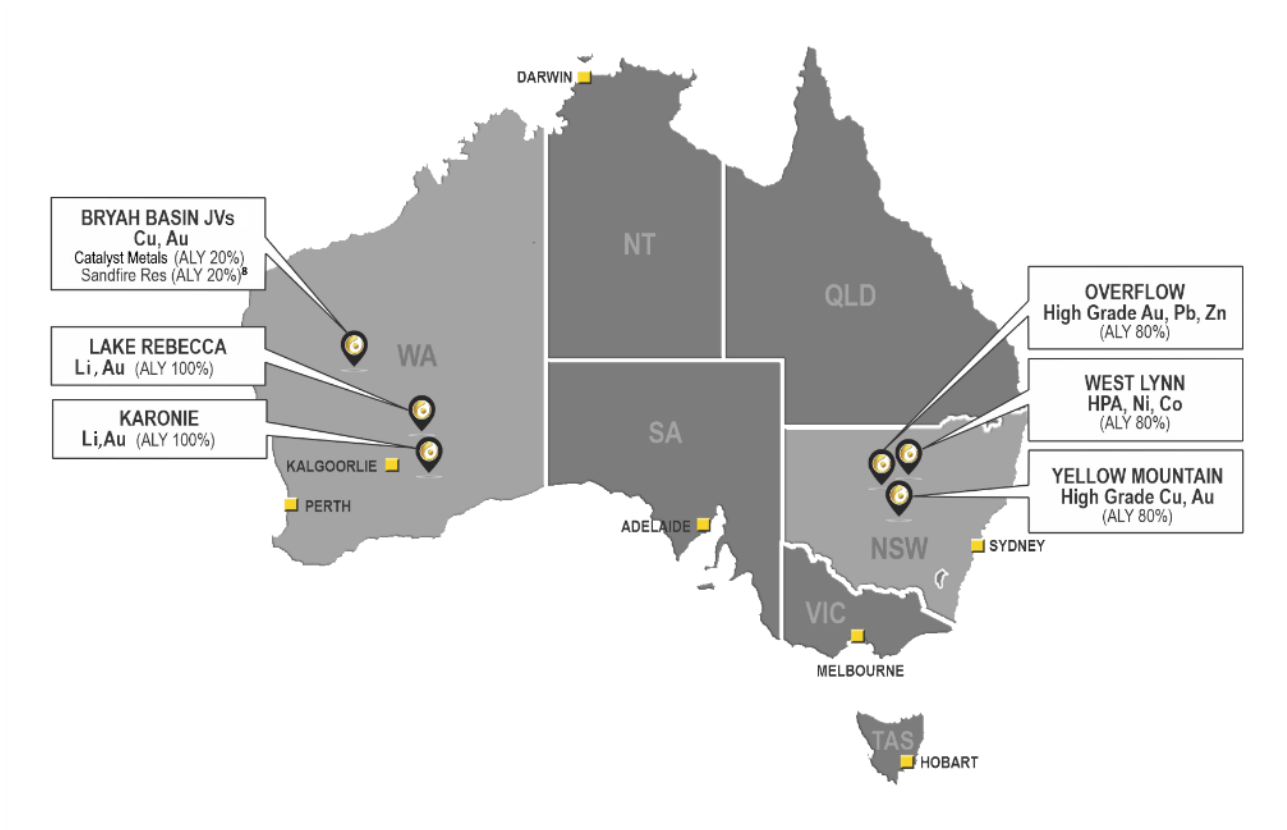 DARWIN
BRYAH BASIN JVs
Cu, Au
Catalyst Metals (ALY 20%)
Sandfire Res (ALY 20%)⁸
NT
QLD
OVERFLOW
High Grade Au, Pb, Zn
(ALY 80%)
LAKE REBECCA
Li, Au (ALY 100%)
WA
WEST LYNN
HPA, Ni, Co
(ALY 80%)
KARONIE
Li,Au (ALY 100%)
SA
KALGOORLIE
PERTH
YELLOW MOUNTAIN
High Grade Cu, Au
(ALY 80%)
ADELAIDE
NSW
SYDNEY
VIC
MELBOURNE
TAS
HOBART